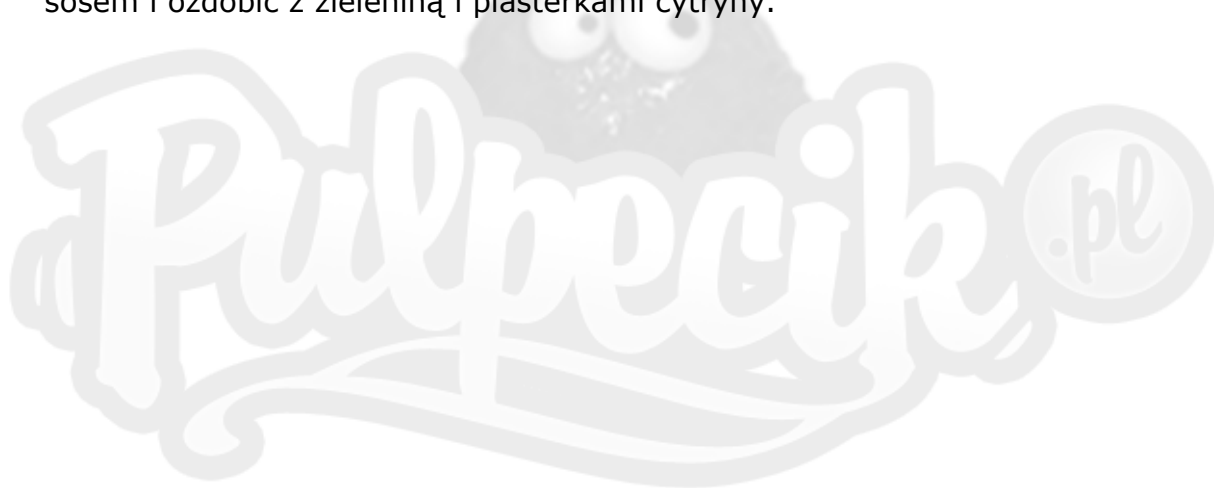 sosem i ozdobić z zieleniną i plasterkami cytryny.
Pulpecik .pl